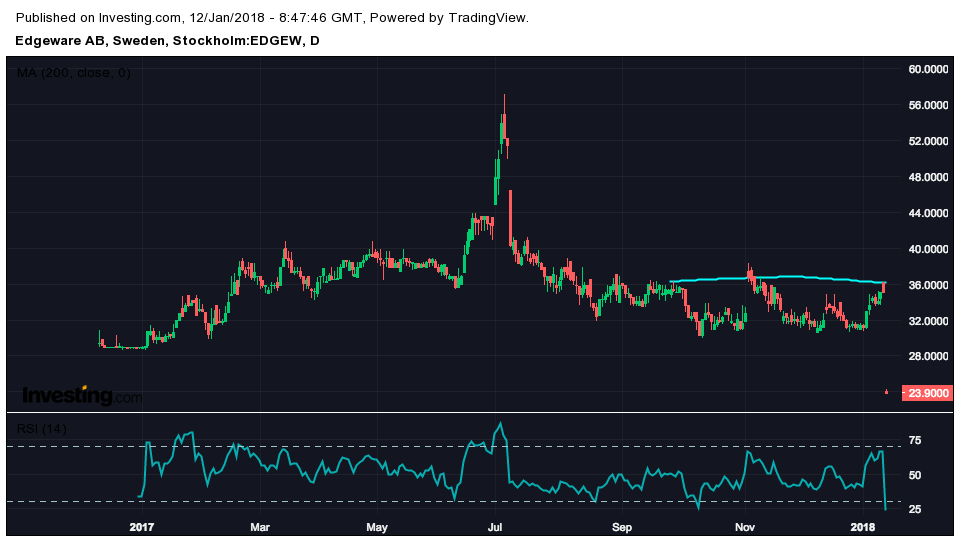 Published on Investing.com, 12/Jan/2018 - 8:47:46 GMT, Powered by TradingView.
Edgeware AB, Sweden, Stockholm:EDGEW, D
MA (200, close, 0)
60.0000
56.0000
52.0000
48.0000
44.0000
40.0000
36.0000
32.0000
28.0000
23.9000
Investing.com
RSI (14)
75
50
25
2017 Mar May Jul Sep Nov 2018